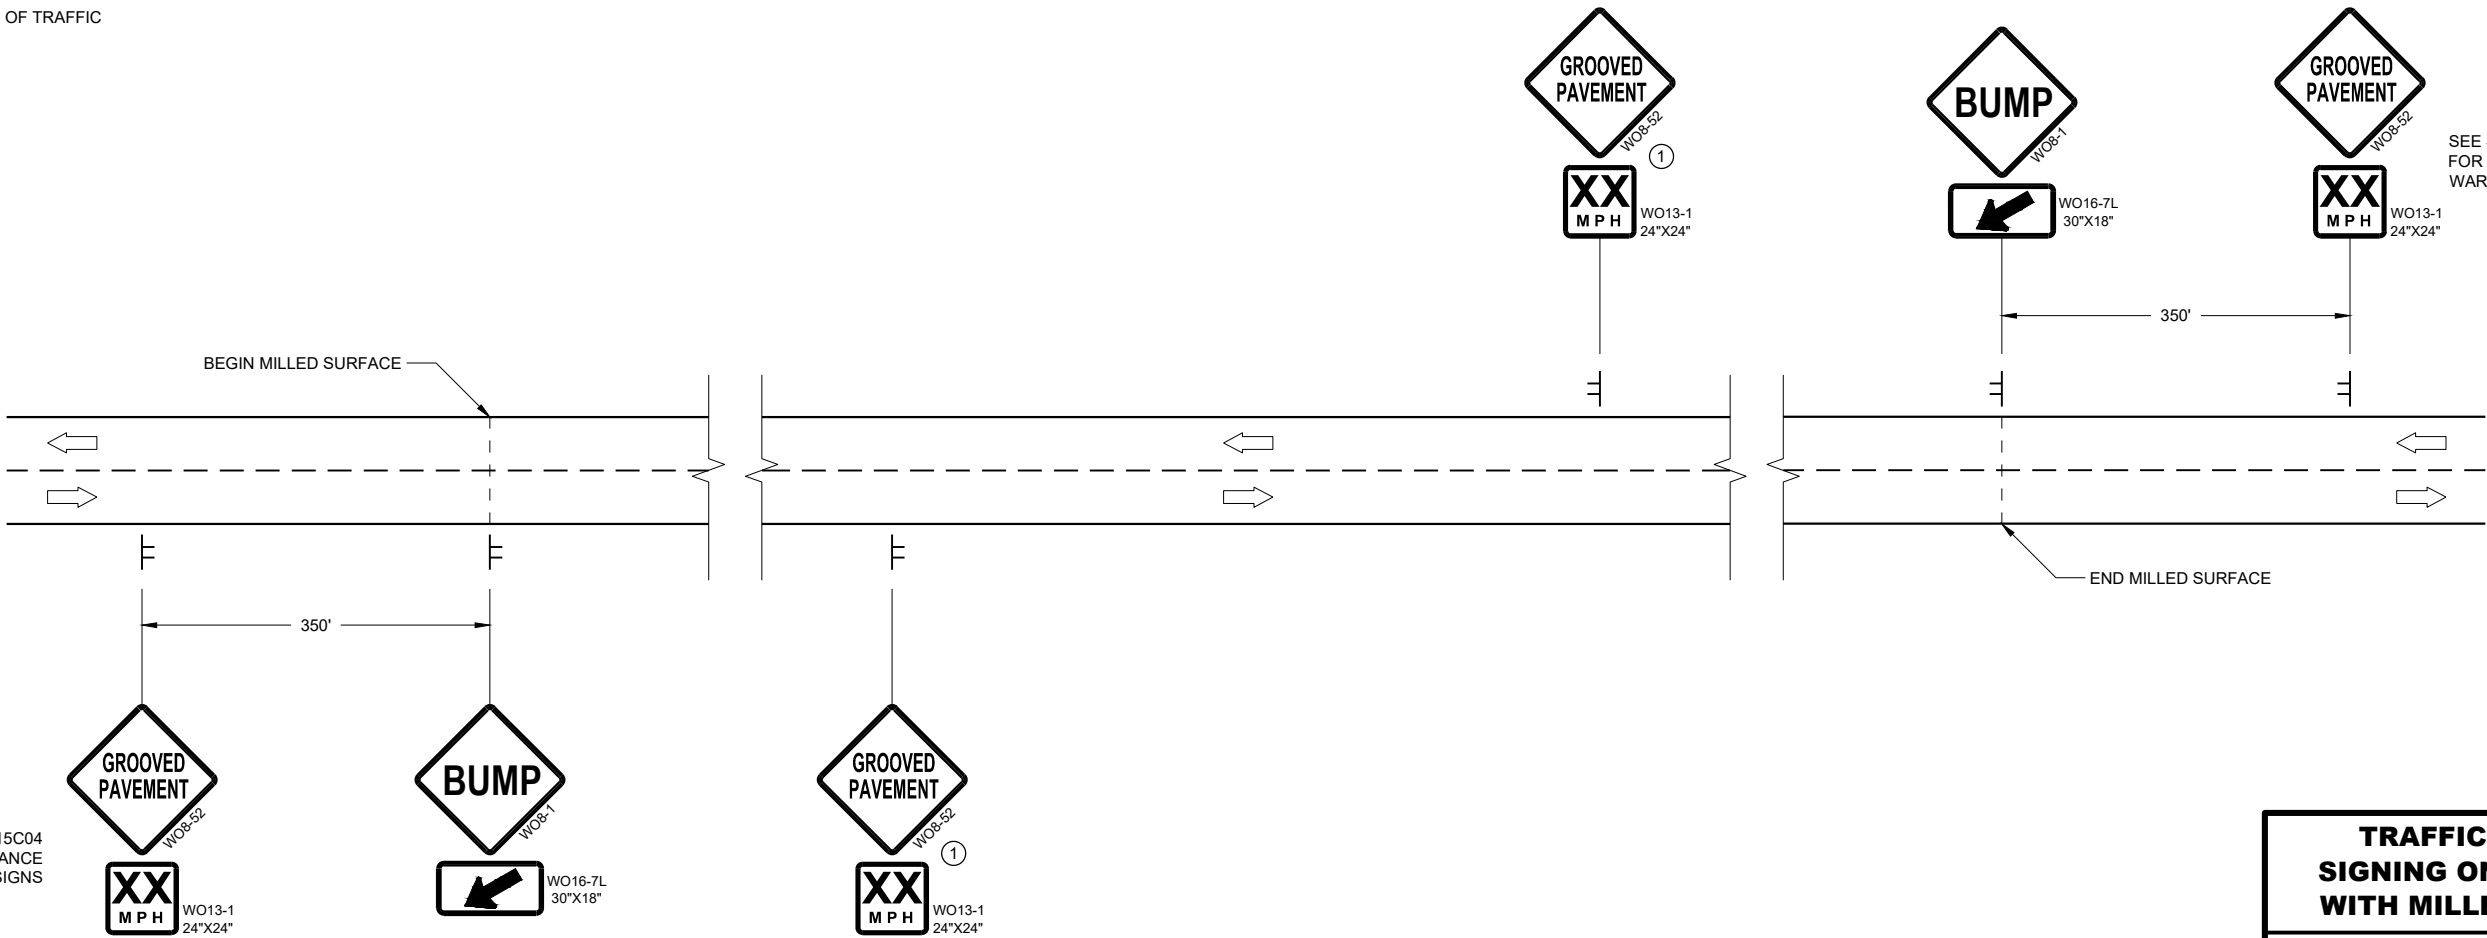 OF TRAFFIC
GROOVED
PAVEMENT
WO8-52
1
XX
MPH
WO13-1
24"X24"
BUMP
WO8-1
WO16-7L
30"X18"
GROOVED
PAVEMENT
WO8-52
XX
MPH
WO13-1
24"X24"
SEE
FOR
WAR
350'
BEGIN MILLED SURFACE
END MILLED SURFACE
350'
GROOVED
PAVEMENT
WO8-52
XX
MPH
WO13-1
24"X24"
BUMP
WO8-1
WO16-7L
30"X18"
GROOVED
PAVEMENT
WO8-52
1
XX
MPH
WO13-1
24"X24"
15C04
ANCE
SIGNS
TRAFFIC
SIGNING ON
WITH MILL